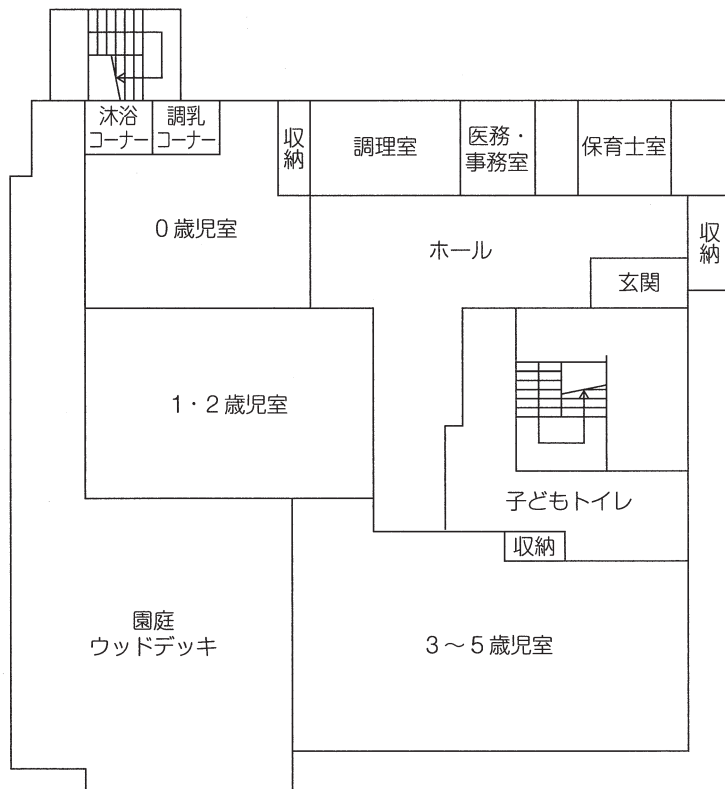 沐浴
コーナー
調乳
コーナー
収納
調理室
医務・
事務室
保育士室
0歳児室
ホール
収納
玄関
1・2歳児室
子どもトイレ
収納
園庭
ウッドデッキ
3〜5歳児室